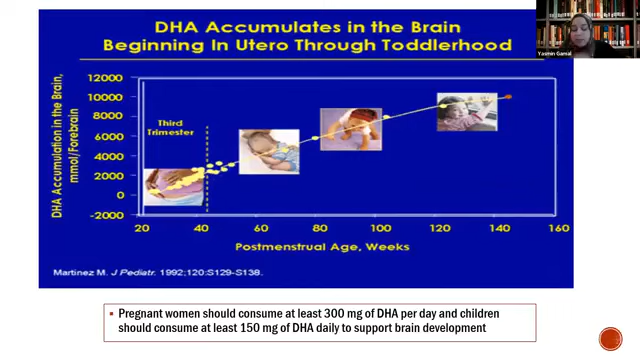 DHA Accumulates in the Brain
Beginning In Utero Through Toddlerhood
Yasmin Gamal
DHA Accumulation in the Brain,
mmol/Forebrain
12000
10000
8000
6000
4000
2000
0
-2000
Third
Trimester
20 40 60 80 100 120 140 160
Postmenstrual Age, Weeks
Martinez M. J Pediatr. 1992;120:S129-S138.
▪ Pregnant women should consume at least 300 mg of DHA per day and children
should consume at least 150 mg of DHA daily to support brain development